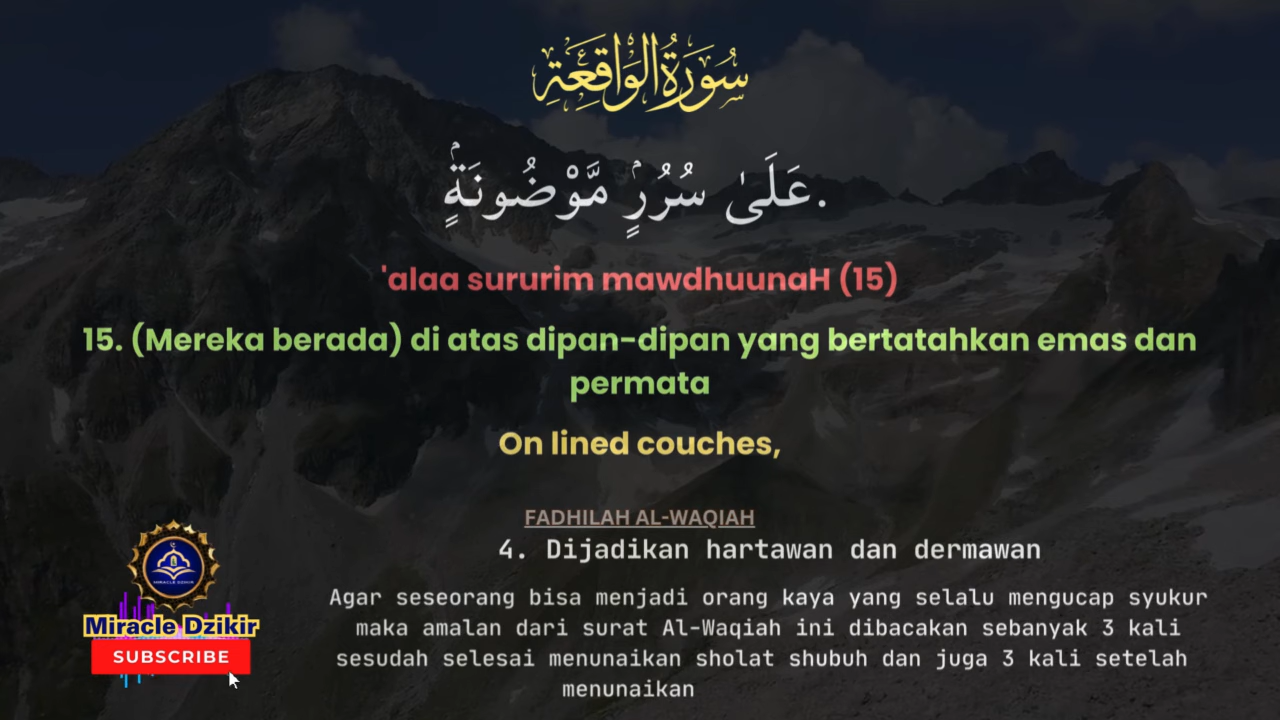 سُورَةُ الْوَاقِعَةِ
عَلَىٰ سُرُرٍۢ مَّوْضُونَةٍۢ.
'alaa sururim mawdhuunaH (15)
15. (Mereka berada) di atas dipan-dipan yang bertatahkan emas dan
permata
On lined couches,
FADHILAH AL-WAQIAH
4. Dijadikan hartawan dan dermawan
Agar seseorang bisa menjadi orang kaya yang selalu mengucap syukur
maka amalan dari surat Al-Waqiah ini dibacakan sebanyak 3 kali
sesudah selesai menunaikan sholat shubuh dan juga 3 kali setelah
menunaikan
MIRACLE DZIKIR
Miracle Dzikir
SUBSCRIBE